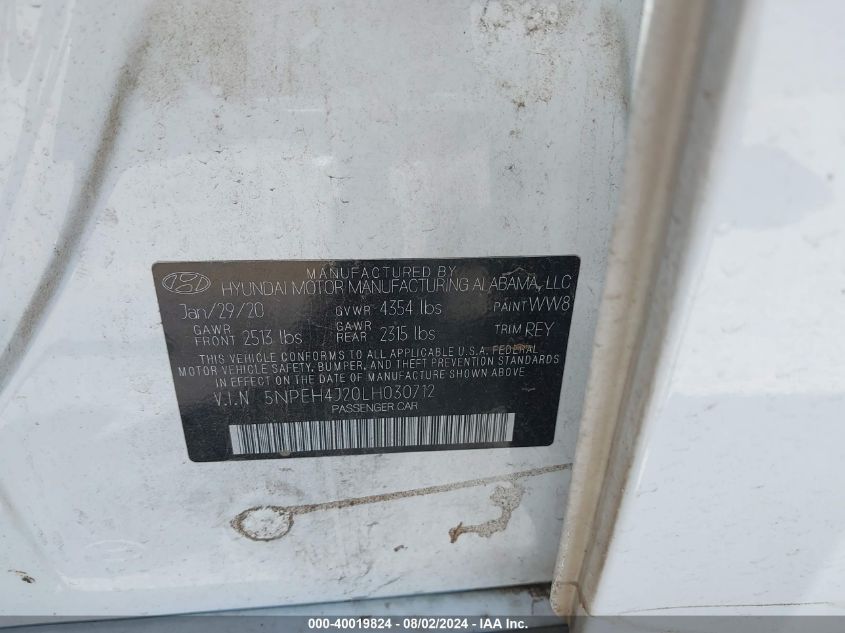 MANUFACTURED BY
HYUNDAI MOTOR MANUFACTURING ALABAMA, LLC
Jan/29/20 GVWR 4354 lbs PAINT WW8
GAWR FRONT 2513 lbs GAWR REAR 2315 lbs TRIM REY
THIS VEHICLE CONFORMS TO ALL APPLICABLE U.S.A. FEDERAL
MOTOR VEHICLE SAFETY, BUMPER, AND THEFT PREVENTION STANDARDS
IN EFFECT ON THE DATE OF MANUFACTURE SHOWN ABOVE.
V.I.N 5NPEH4J20LH030712
PASSENGER CAR
000-40019824 - 08/02/2024 - IAA Inc.